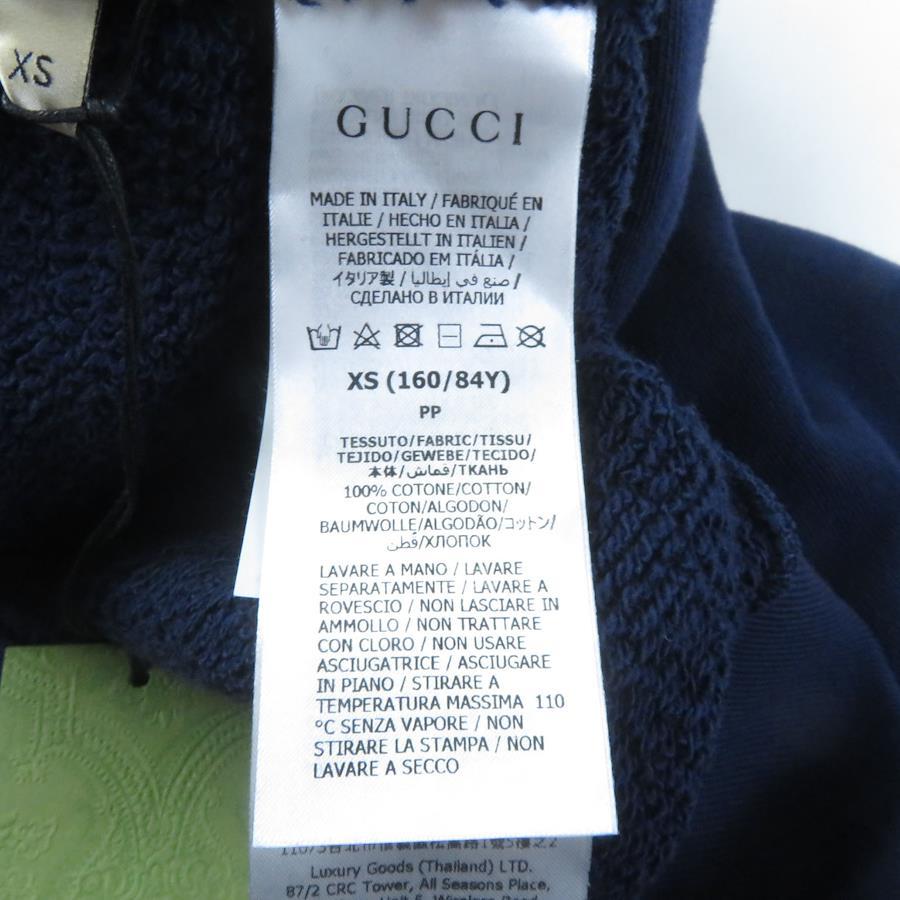 XS
GUCCI
MADE IN ITALY / FABRIQUÉ EN
ITALIE / HECHO EN ITALIA /
HERGESTELLT IN ITALIEN /
FABRICADO EM ITÁLIA /
イタリア製 / صنع في إيطاليا /
СДЕЛАНО В ИТАЛИИ
XS (160/84Y)
PP
TESSUTO/FABRIC/TISSU/
TEJIDO/GEWEBE/TECIDO/
本体/قماش/ТКАНЬ
100% COTONE/COTTON/
COTON/ALGODON/
BAUMWOLLE/ALGODÃO/コットン/
قطن/ХЛОПОК
LAVARE A MANO / LAVARE
SEPARATAMENTE / LAVARE A
ROVESCIO / NON LASCIARE IN
AMMOLLO / NON TRATTARE
CON CLORO / NON USARE
ASCIUGATRICE / ASCIUGARE
IN PIANO / STIRARE A
TEMPERATURA MASSIMA 110
°C SENZA VAPORE / NON
STIRARE LA STAMPA / NON
LAVARE A SECCO
Luxury Goods (Thailand) LTD.
87/2 CRC Tower, All Seasons Place,